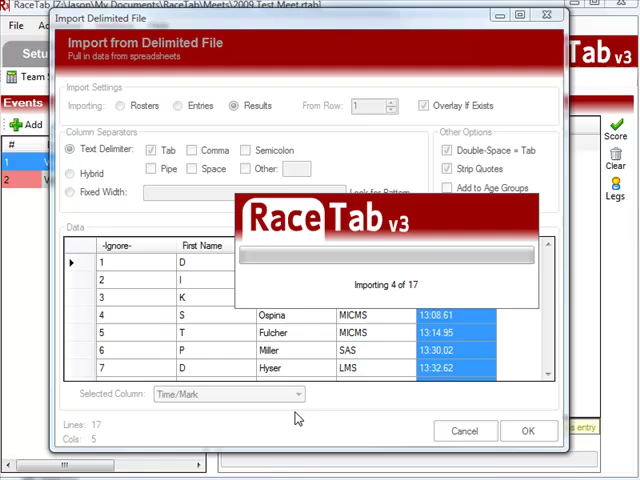 RaceTab [Z:\Jason\My Documents\RaceTab\Meets\2009 Test Meet.rtab]
File
Import Delimited File
Import from Delimited File
Pull in data from spreadsheets
Tab v3
Setu
Team S
Import Settings
Importing: Rosters Entries Results From Row: 1 Overlay If Exists
Events
Add
Column Separators
Other Options
Text Delimiter: Tab Comma Semicolon
Double-Space = Tab
Score
Pipe Space Other:
Strip Quotes
Clear
Hybrid
Add to Age Groups
Legs
Fixed Width:
Look for Pattern
#
1
2
RaceTab v3
Importing 4 of 17
Data
-Ignore- First Name
1 D
2 I
3 K
4 S Ospina MICMS 13:08.61
5 T Fulcher MICMS 13:14.95
6 P Miller SAS 13:30.02
7 D Hyser LMS 13:32.62
Selected Column: Time/Mark
Lines: 17
Cols: 5
Cancel OK
entry